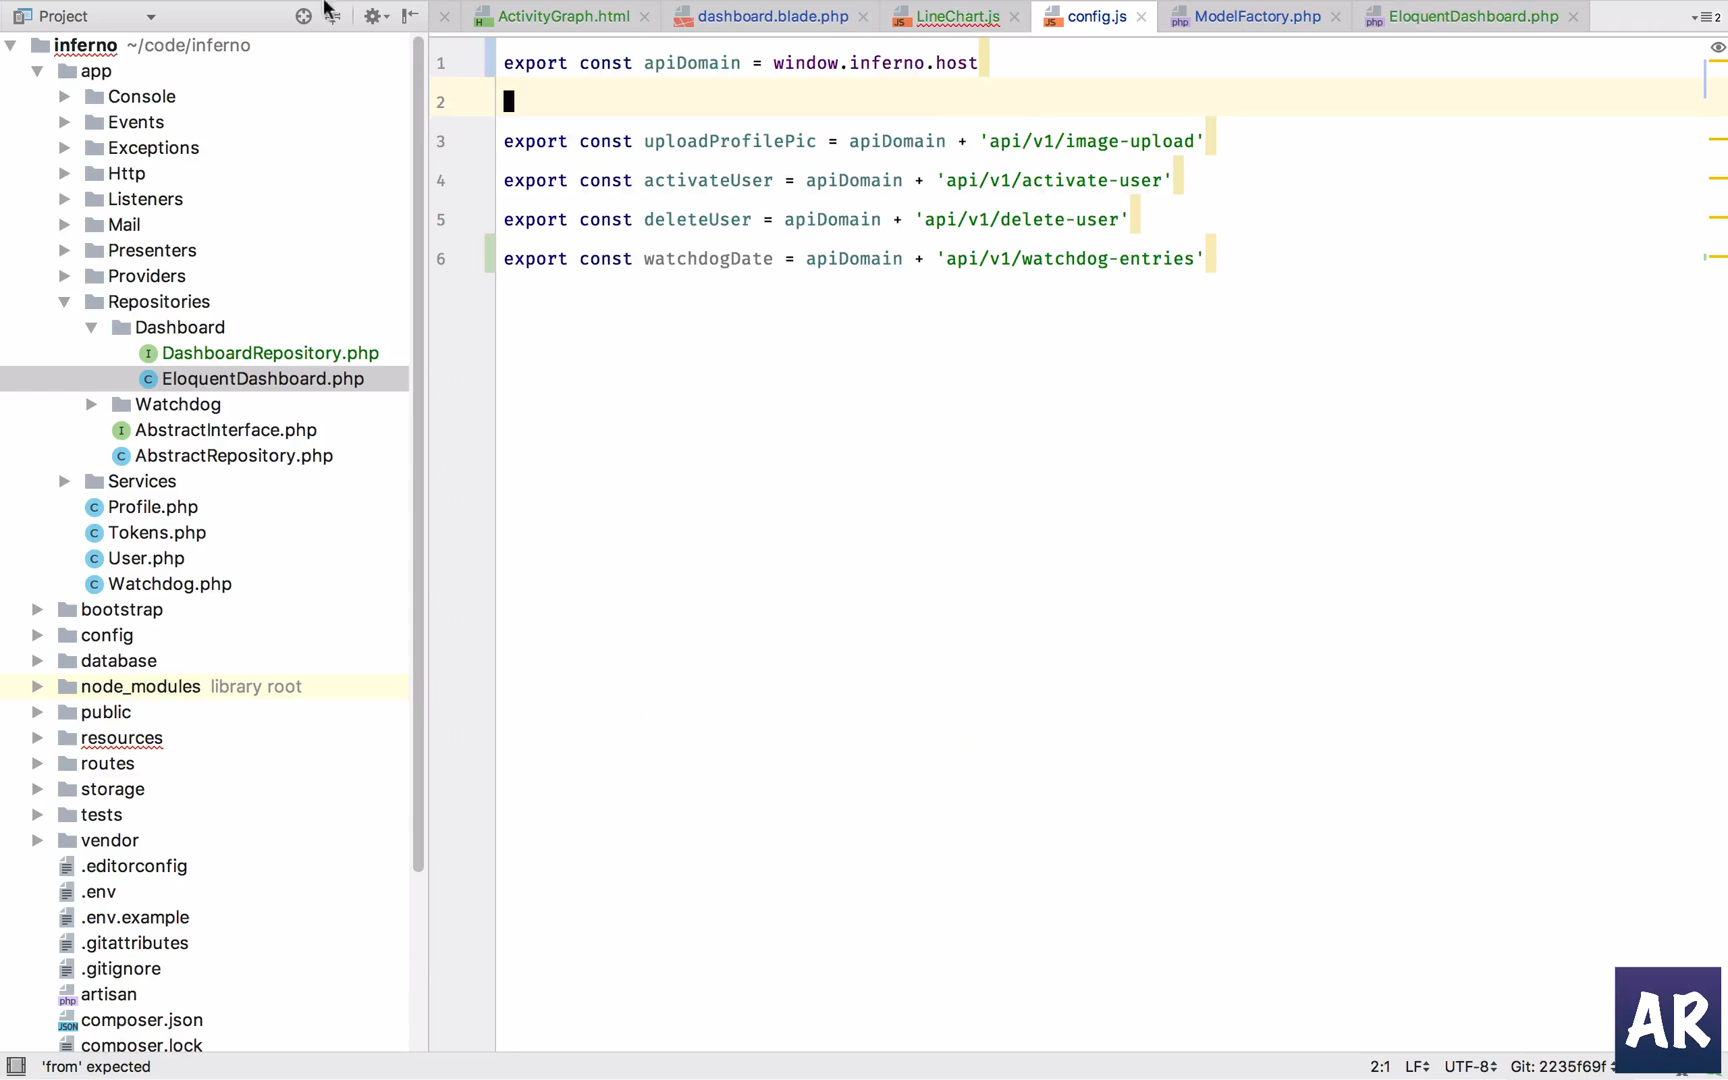 Project
ActivityGraph.html
dashboard.blade.php
LineChart.js
config.js
ModelFactory.php
EloquentDashboard.php
2
inferno ~/code/inferno
app
Console
Events
Exceptions
Http
Listeners
Mail
Presenters
Providers
Repositories
Dashboard
DashboardRepository.php
EloquentDashboard.php
Watchdog
AbstractInterface.php
AbstractRepository.php
Services
Profile.php
Tokens.php
User.php
Watchdog.php
bootstrap
config
database
node_modules library root
public
resources
routes
storage
tests
vendor
.editorconfig
.env
.env.example
.gitattributes
.gitignore
artisan
composer.json
composer.lock
1 export const apiDomain = window.inferno.host
2
3 export const uploadProfilePic = apiDomain + 'api/v1/image-upload'
4 export const activateUser = apiDomain + 'api/v1/activate-user'
5 export const deleteUser = apiDomain + 'api/v1/delete-user'
6 export const watchdogDate = apiDomain + 'api/v1/watchdog-entries'
'from' expected
2:1 LF UTF-8 Git: 2235f69f
AR